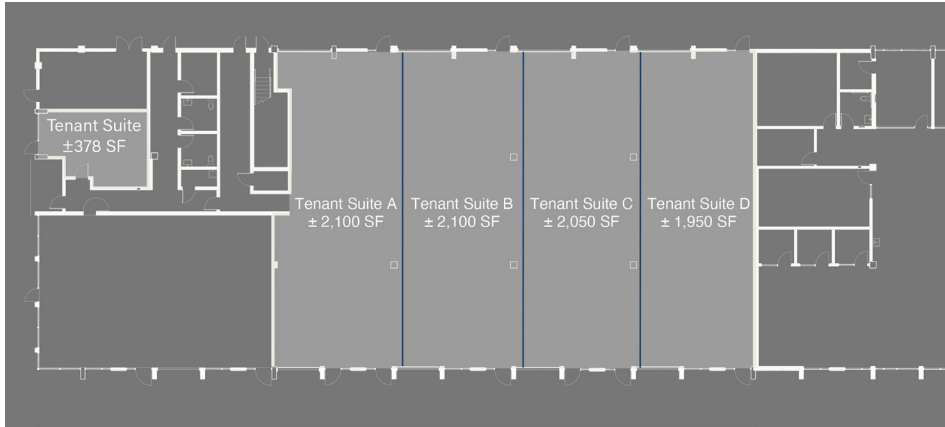 Tenant Suite
±378 SF
Tenant Suite A
± 2,100 SF
Tenant Suite B
± 2,100 SF
Tenant Suite C
± 2,050 SF
Tenant Suite D
± 1,950 SF